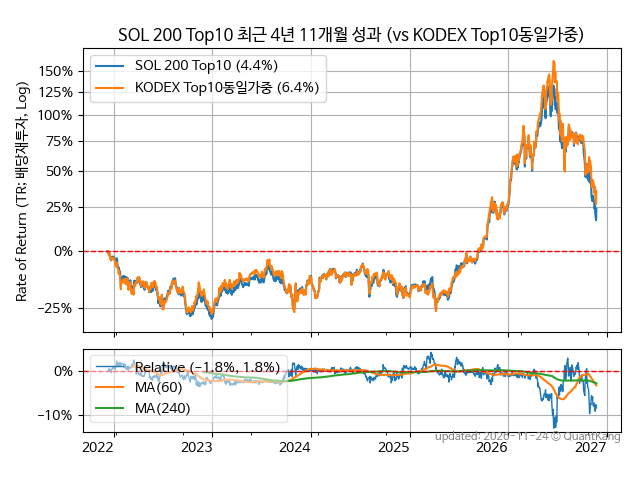 SOL 200 Top10 최근 4년 11개월 성과 (vs KODEX Top10동일가중)
Rate of Return (TR; 배당재투자, Log)
SOL 200 Top10 (4.4%)
KODEX Top10동일가중 (6.4%)
150%
125%
100%
75%
50%
25%
0%
−25%
Relative (−1.8%, 1.8%)
MA(60)
MA(240)
0%
−10%
updated: 2026-11-24 © QuantKang
2022 2023 2024 2025 2026 2027